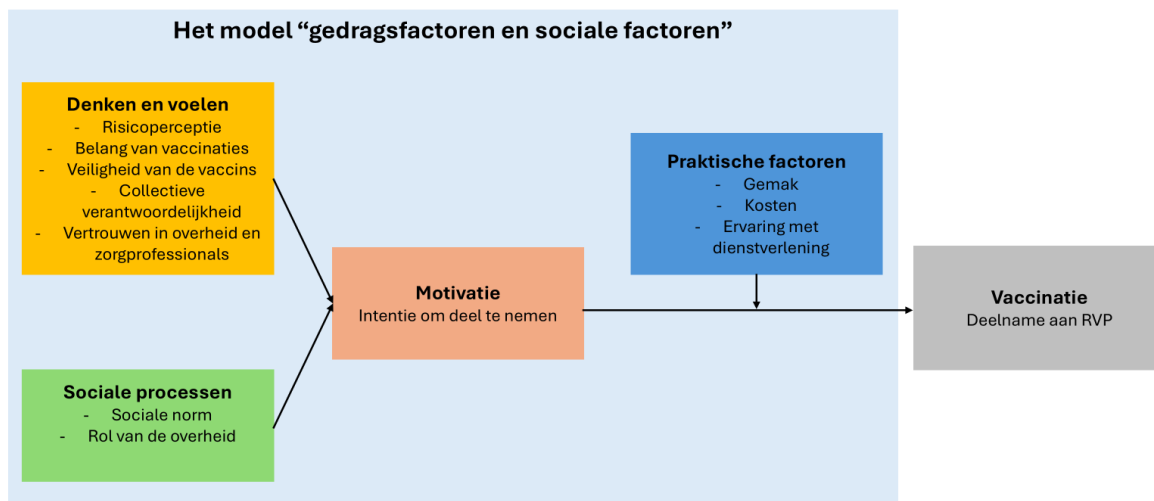 Het model “gedragsfactoren en sociale factoren”
Denken en voelen
- Risicoperceptie
- Belang van vaccinaties
- Veiligheid van de vaccins
- Collectieve
verantwoordelijkheid
- Vertrouwen in overheid en
zorgprofessionals
Sociale processen
- Sociale norm
- Rol van de overheid
Motivatie
Intentie om deel te nemen
Praktische factoren
- Gemak
- Kosten
- Ervaring met
dienstverlening
Vaccinatie
Deelname aan RVP